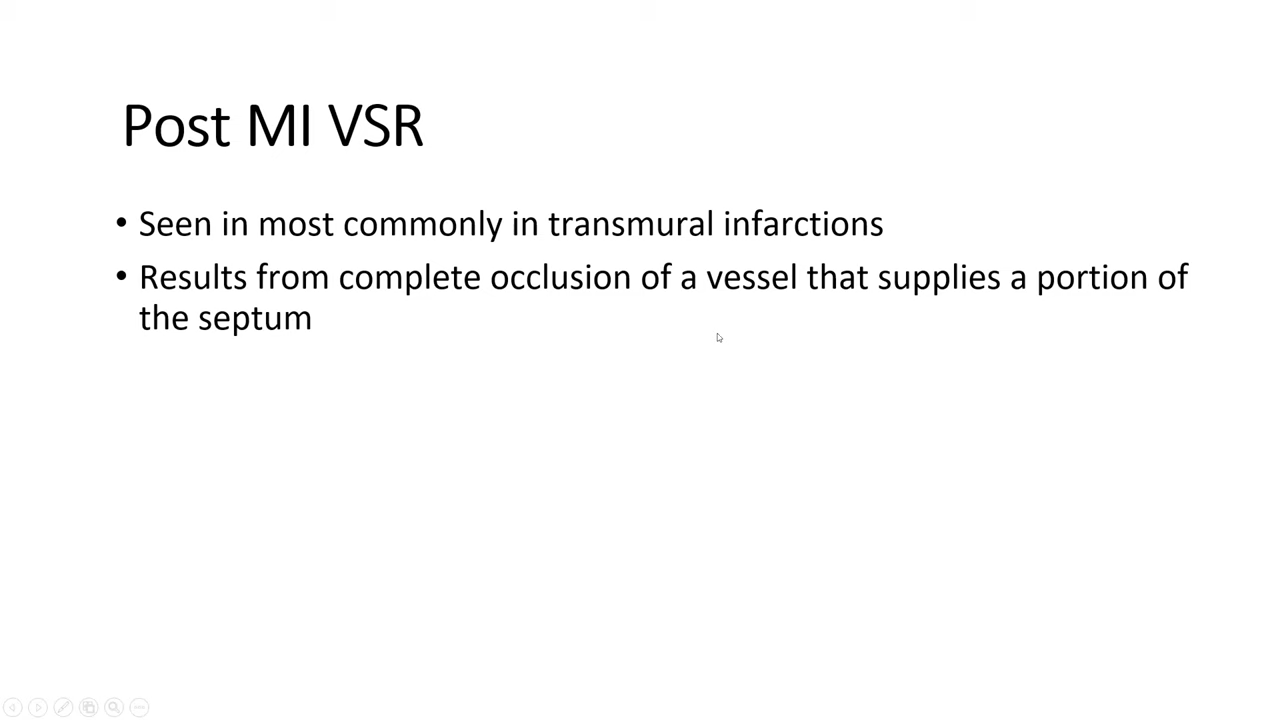 Post MI VSR
• Seen in most commonly in transmural infarctions
• Results from complete occlusion of a vessel that supplies a portion of
the septum